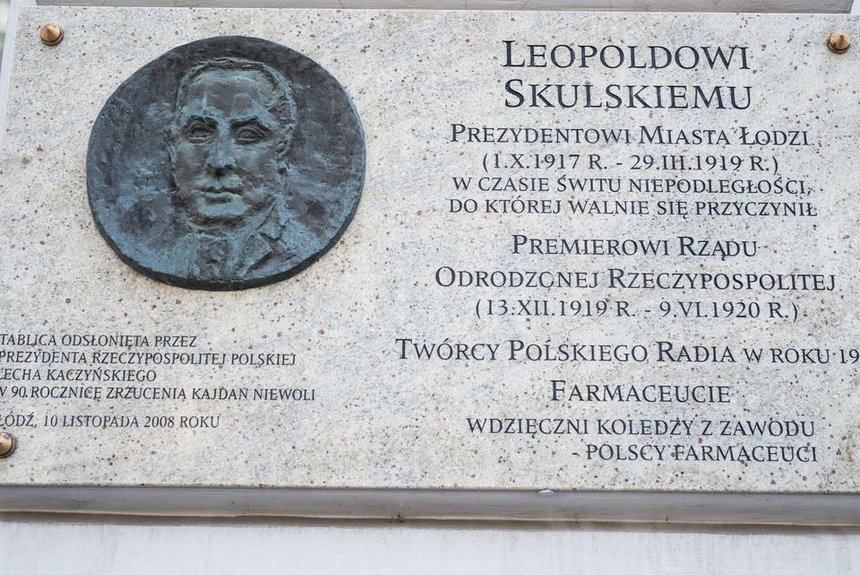 LEOPOLDOWI
SKULSKIEMU
PREZYDENTOWI MIASTA ŁODZI
(1.X.1917 R. - 29.III.1919 R.)
W CZASIE ŚWITU NIEPODLEGŁOŚCI,
DO KTÓREJ WALNIE SIĘ PRZYCZYNIŁ
PREMIEROWI RZĄDU
ODRODZONEJ RZECZYPOSPOLITEJ
(13.XII.1919 R. - 9.VI.1920 R.)
TWÓRCY POLSKIEGO RADIA W ROKU 19
FARMACEUCIE
WDZIĘCZNI KOLEDZY Z ZAWODU
- POLSCY FARMACEUCI
TABLICA ODSŁONIĘTA PRZEZ
PREZYDENTA RZECZYPOSPOLITEJ POLSKIEJ
LECHA KACZYŃSKIEGO
W 90.ROCZNICĘ ZRZUCENIA KAJDAN NIEWOLI
ŁÓDŹ, 10 LISTOPADA 2008 ROKU